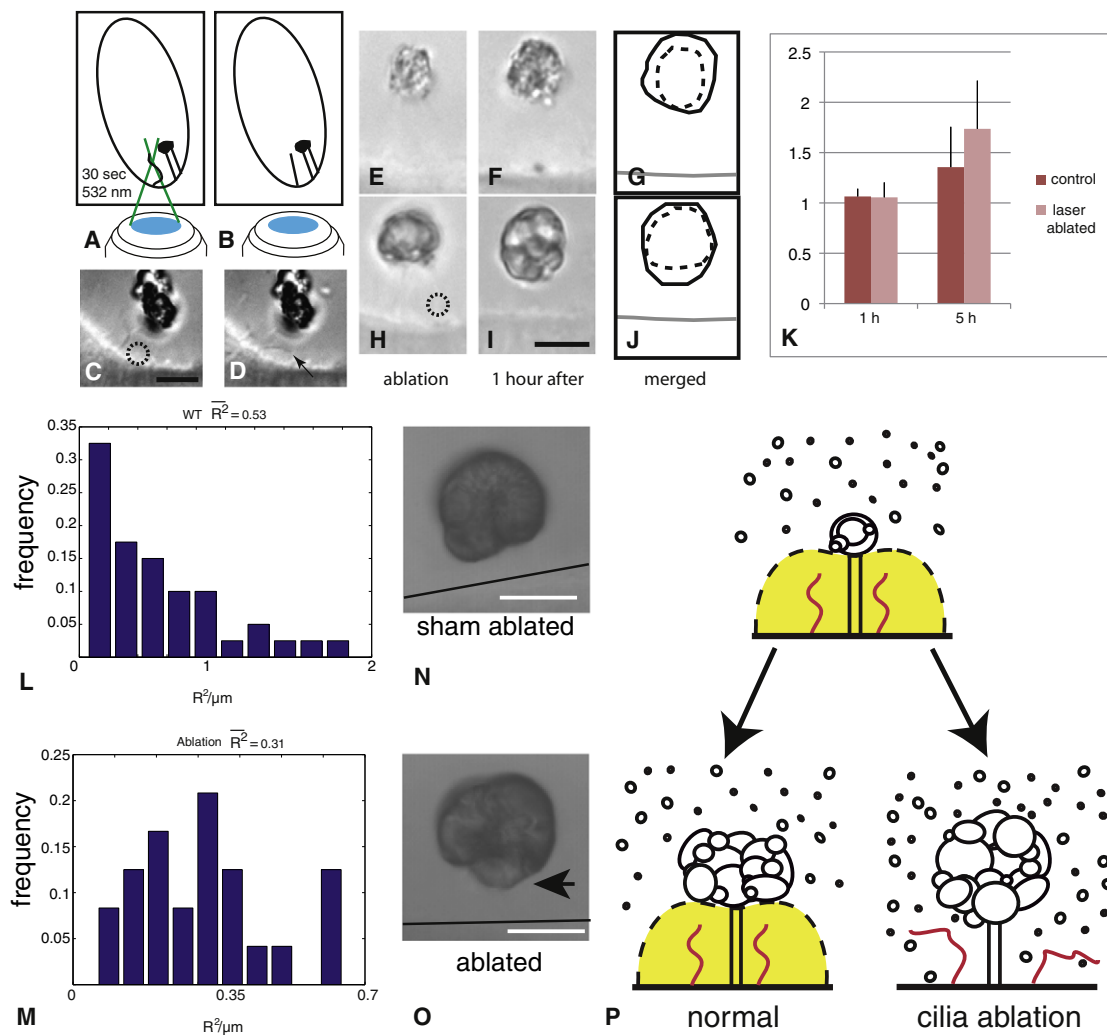 30 sec
532 nm
A
B
C
D
E
F
G
H
I
J
ablation
1 hour after
merged
2.5
2
1.5
1
0.5
0
1 h
5 h
control
laser
ablated
K
WT R² = 0.53
0.35
0.3
0.25
0.2
0.15
0.1
0.05
frequency
0
1
2
R²/µm
L
sham ablated
N
Ablation R² = 0.31
0.25
0.2
0.15
0.1
0.05
frequency
0
0.35
0.7
R²/µm
M
ablated
O
P
normal
cilia ablation